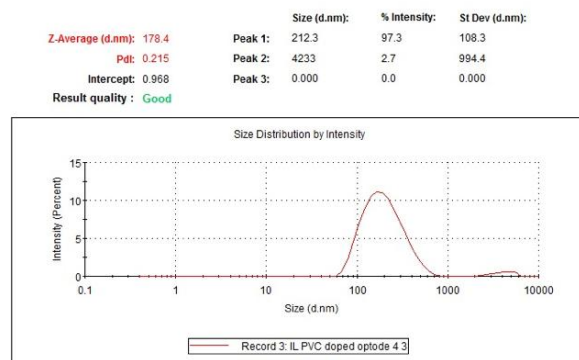 Size (d.nm): % Intensity: St Dev (d.nm):
Z-Average (d.nm): 178.4 Peak 1: 212.3 97.3 108.3
PdI: 0.215 Peak 2: 4233 2.7 994.4
Intercept: 0.968 Peak 3: 0.000 0.0 0.000
Result quality : Good
Size Distribution by Intensity
Intensity (Percent)
15
10
5
0
0.1 1 10 100 1000 10000
Size (d.nm)
Record 3: IL PVC doped optode 4 3